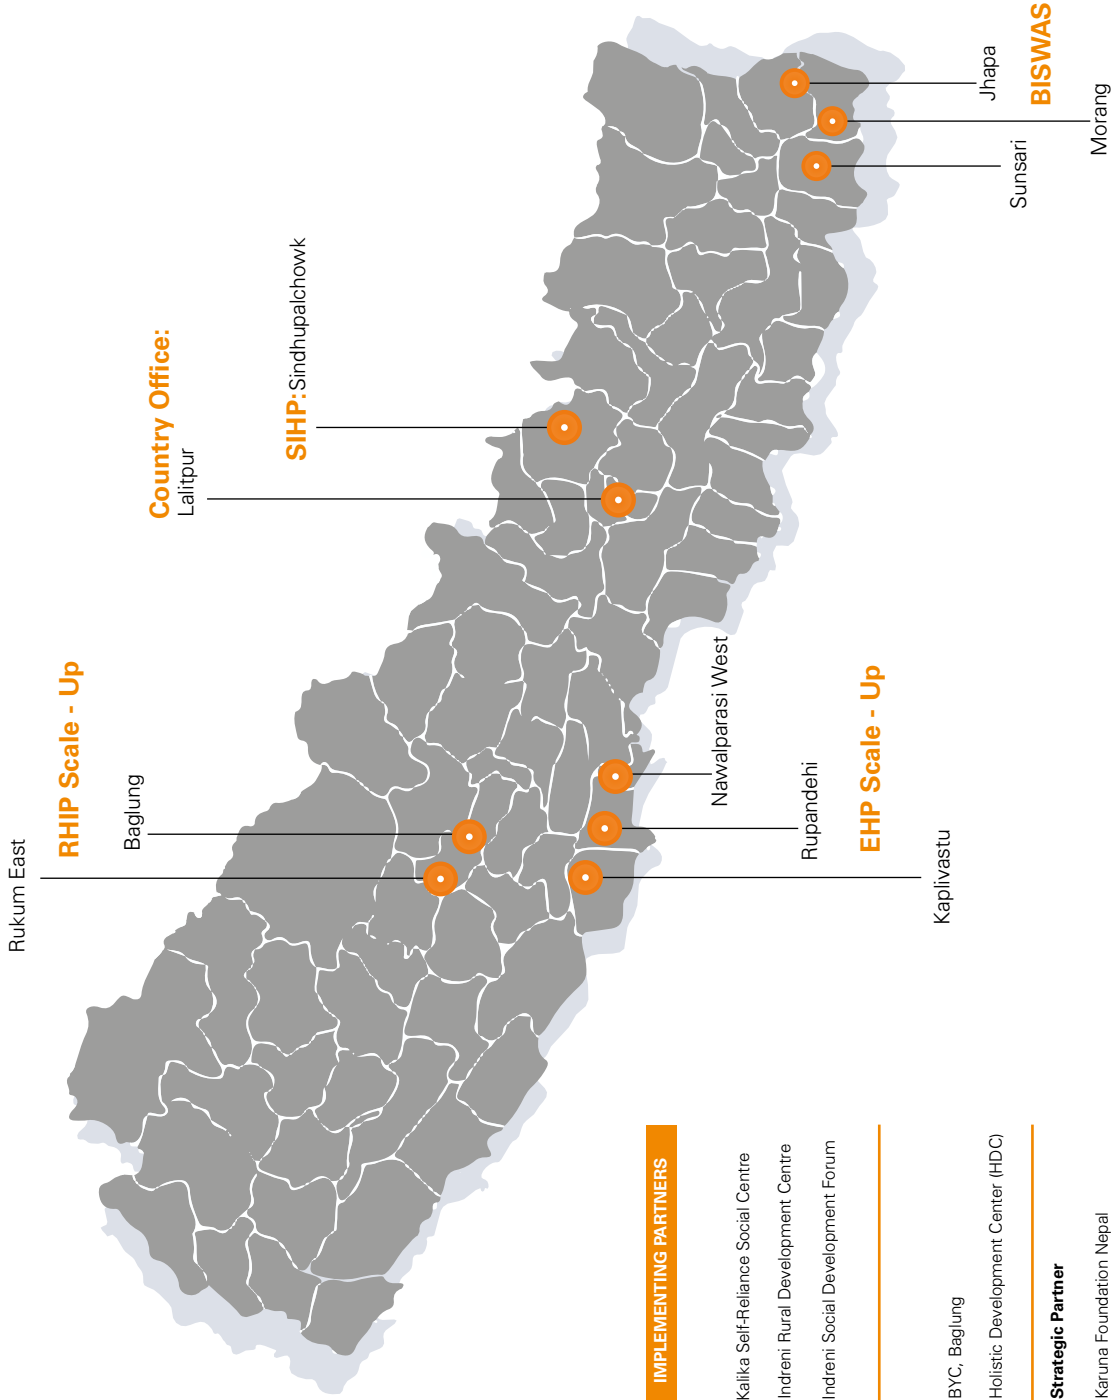 Rukum East
RHIP Scale - Up
Baglung
Country Office:
Lalitpur
SIHP: Sindhupalchowk
Nawalparasi West
Rupandehi
EHP Scale - Up
Kaplivastu
Sunsari
Jhapa
BISWAS
Morang
IMPLEMENTING PARTNERS
Kalika Self-Reliance Social Centre
Indreni Rural Development Centre
Indreni Social Development Forum
BYC, Baglung
Holistic Development Center (HDC)
Strategic Partner
Karuna Foundation Nepal